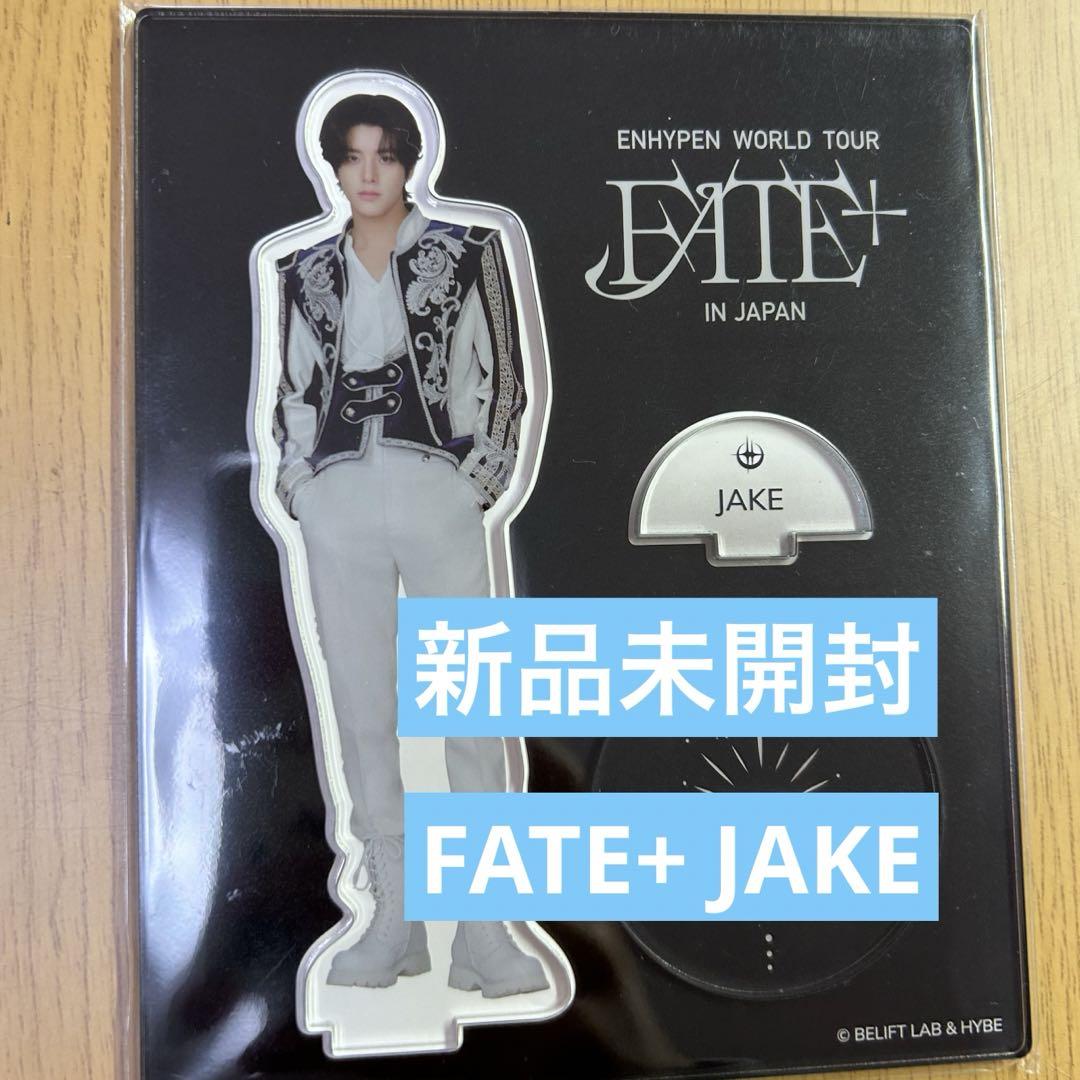 ENHYPEN WORLD TOUR
FATE+
IN JAPAN
JAKE
新品未開封
FATE+ JAKE
© BELIFT LAB & HYBE